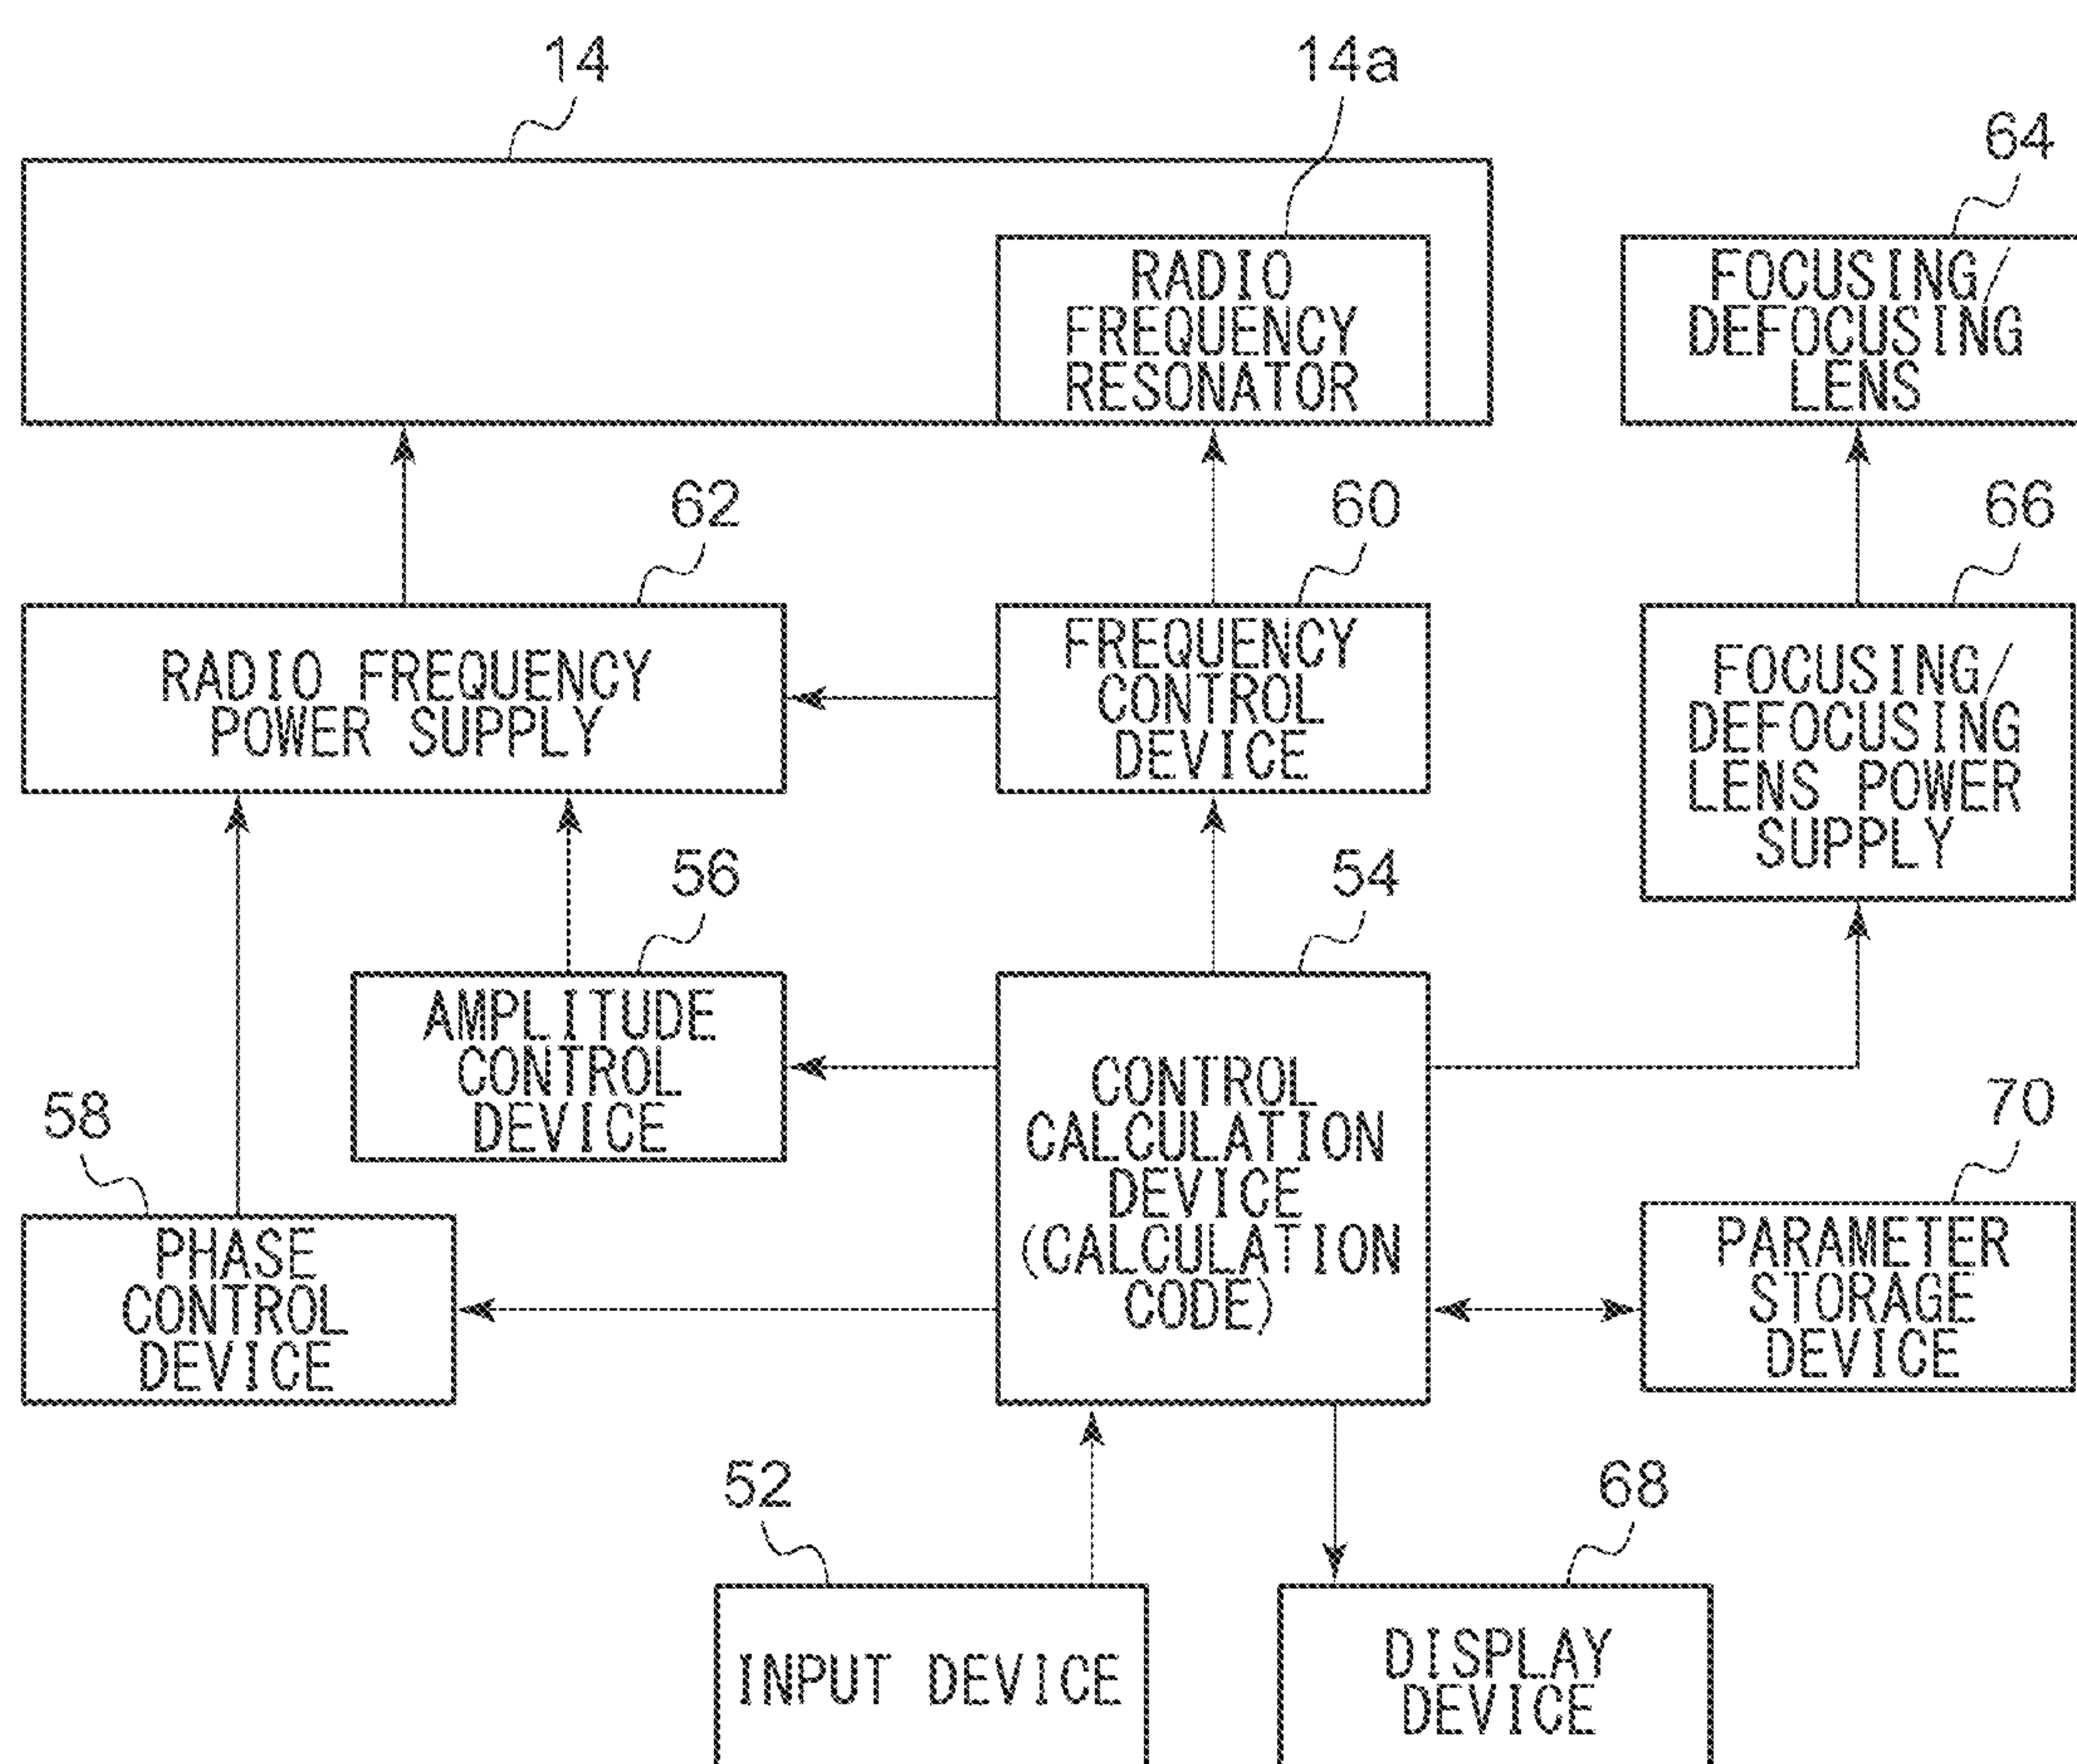 14
14a
64
RADIO
FREQUENCY
RESONATOR
FOCUSING/
DEFOCUSING
LENS
62
60
66
RADIO FREQUENCY
POWER SUPPLY
FREQUENCY
CONTROL
DEVICE
FOCUSING/
DEFOCUSING
LENS POWER
SUPPLY
56
54
AMPLITUDE
CONTROL
DEVICE
CONTROL
CALCULATION
DEVICE
(CALCULATION
CODE)
58
70
PHASE
CONTROL
DEVICE
PARAMETER
STORAGE
DEVICE
52
68
INPUT DEVICE
DISPLAY
DEVICE